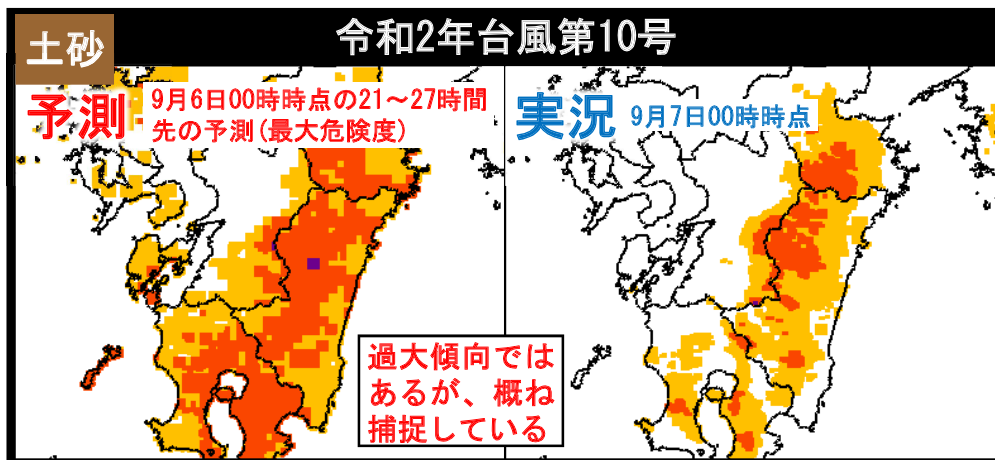 令和2年台風第10号
土砂
予測
9月6日00時時点の21～27時間
先の予測(最大危険度)
実況
9月7日00時時点
過大傾向では
あるが、概ね
捕捉している